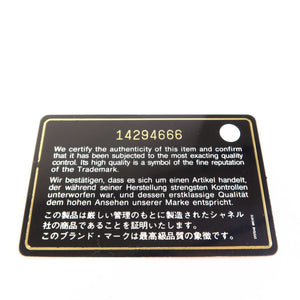 14294666
We certify the authenticity of this item and confirm
that it has been subjected to the most exacting quality
control. Its high quality is a symbol of the fine reputation
of the Trademark.
Wir bestätigen, dass es sich um einen Artikel handelt,
der während seiner Herstellung strengsten Kontrollen
unterworfen war, und dessen erstklassige Qualität
dem hohen Ansehen unserer Marke entspricht.
この製品は厳しい管理のもとに製造されたシャネル
社の商品であることを証明いたします。
このブランド・マークは最高級品質の象徴です。